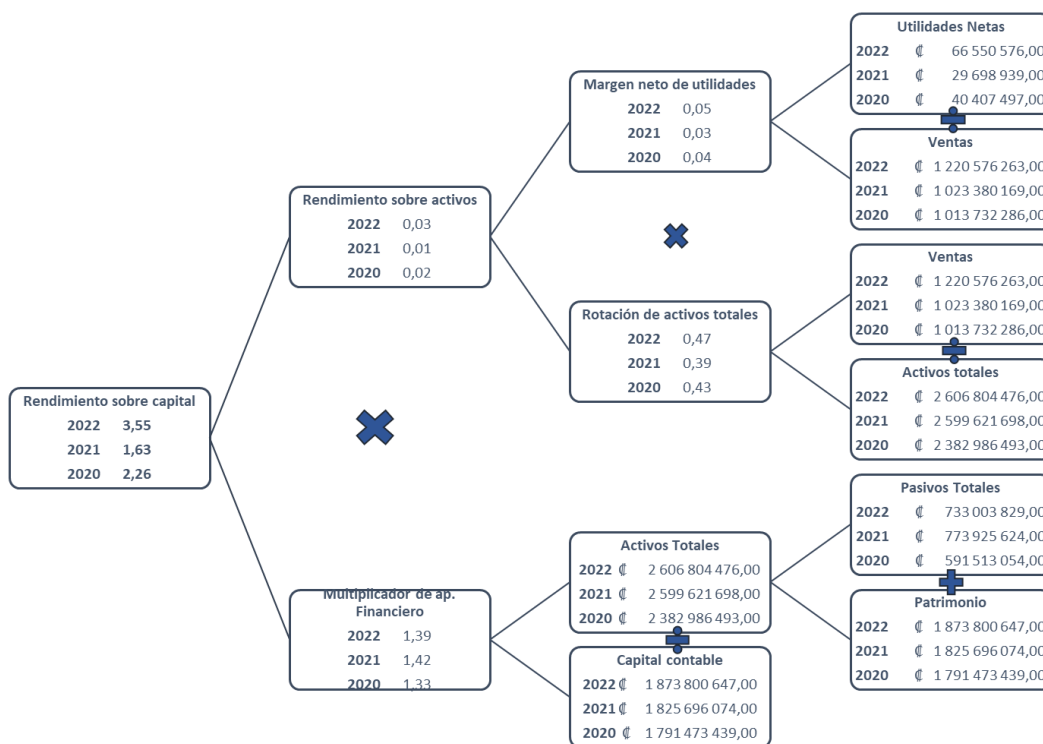 Utilidades Netas
2022 ₡ 66 550 576,00
2021 ₡ 29 698 939,00
2020 ₡ 40 407 497,00
Ventas
2022 ₡ 1 220 576 263,00
2021 ₡ 1 023 380 169,00
2020 ₡ 1 013 732 286,00
Margen neto de utilidades
2022 0,05
2021 0,03
2020 0,04
Rendimiento sobre activos
2022 0,03
2021 0,01
2020 0,02
Ventas
2022 ₡ 1 220 576 263,00
2021 ₡ 1 023 380 169,00
2020 ₡ 1 013 732 286,00
Rotación de activos totales
2022 0,47
2021 0,39
2020 0,43
Activos totales
2022 ₡ 2 606 804 476,00
2021 ₡ 2 599 621 698,00
2020 ₡ 2 382 986 493,00
Rendimiento sobre capital
2022 3,55
2021 1,63
2020 2,26
Pasivos Totales
2022 ₡ 733 003 829,00
2021 ₡ 773 925 624,00
2020 ₡ 591 513 054,00
Activos Totales
2022 ₡ 2 606 804 476,00
2021 ₡ 2 599 621 698,00
2020 ₡ 2 382 986 493,00
Multiplicador de ap.
Financiero
2022 1,39
2021 1,42
2020 1,33
Patrimonio
2022 ₡ 1 873 800 647,00
2021 ₡ 1 825 696 074,00
2020 ₡ 1 791 473 439,00
Capital contable
2022 ₡ 1 873 800 647,00
2021 ₡ 1 825 696 074,00
2020 ₡ 1 791 473 439,00